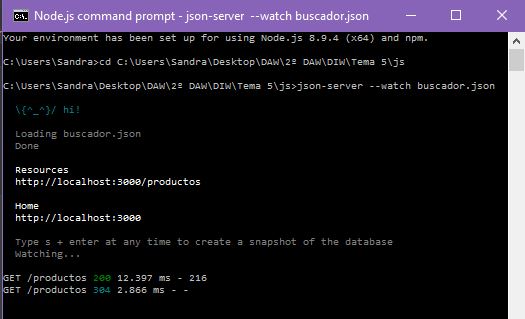 Node.js command prompt - json-server --watch buscador.json
Your environment has been set up for using Node.js 8.9.4 (x64) and npm.
C:\Users\Sandra>cd C:\Users\Sandra\Desktop\DAW\2º DAW\DIW\Tema 5\js
C:\Users\Sandra\Desktop\DAW\2º DAW\DIW\Tema 5\js>json-server --watch buscador.json
\{^_^}/ hi!
Loading buscador.json
Done
Resources
http://localhost:3000/productos
Home
http://localhost:3000
Type s + enter at any time to create a snapshot of the database
Watching...
GET /productos 200 12.397 ms - 216
GET /productos 304 2.866 ms - -